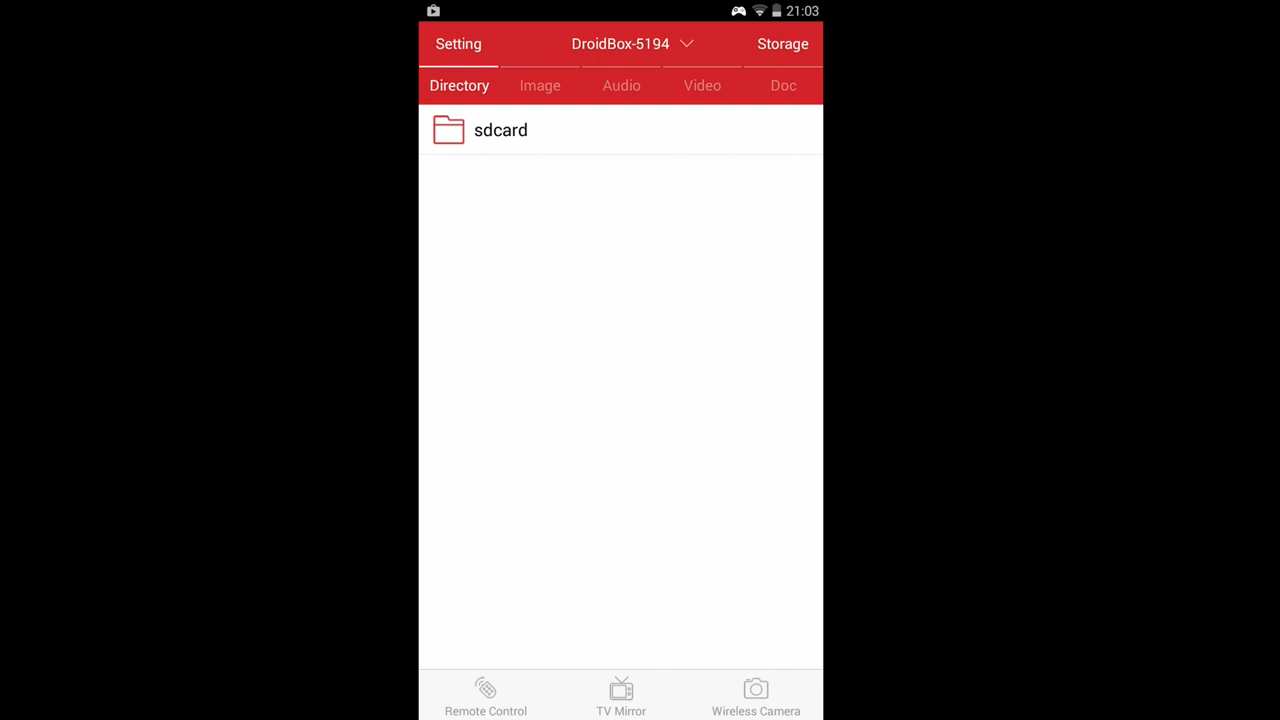 21:03
Setting DroidBox-5194 Storage
Directory Image Audio Video Doc
sdcard
Remote Control TV Mirror Wireless Camera